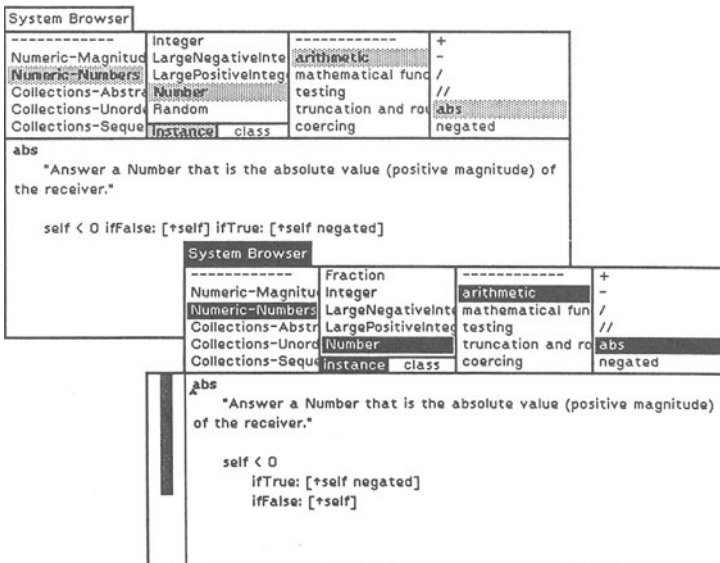 System Browser
------------
Numeric-Magnitud
Numeric-Numbers
Collections-Abstra
Collections-Unorde
Collections-Seque
Integer
LargeNegativeInte
LargePositiveInteg
Number
Random
instance class
------------
arithmetic
mathematical func
testing
truncation and rou
coercing
+
-
/
//
abs
negated
abs
"Answer a Number that is the absolute value (positive magnitude) of
the receiver."
self < 0 ifFalse: [↑self] ifTrue: [↑self negated]
System Browser
------------
Numeric-Magnitud
Numeric-Numbers
Collections-Abstr
Collections-Unord
Collections-Seque
Fraction
Integer
LargeNegativeInte
LargePositiveInteg
Number
instance class
------------
arithmetic
mathematical fun
testing
truncation and ro
coercing
+
-
/
//
abs
negated
abs
"Answer a Number that is the absolute value (positive magnitude)
of the receiver."
self < 0
ifTrue: [↑self negated]
ifFalse: [↑self]